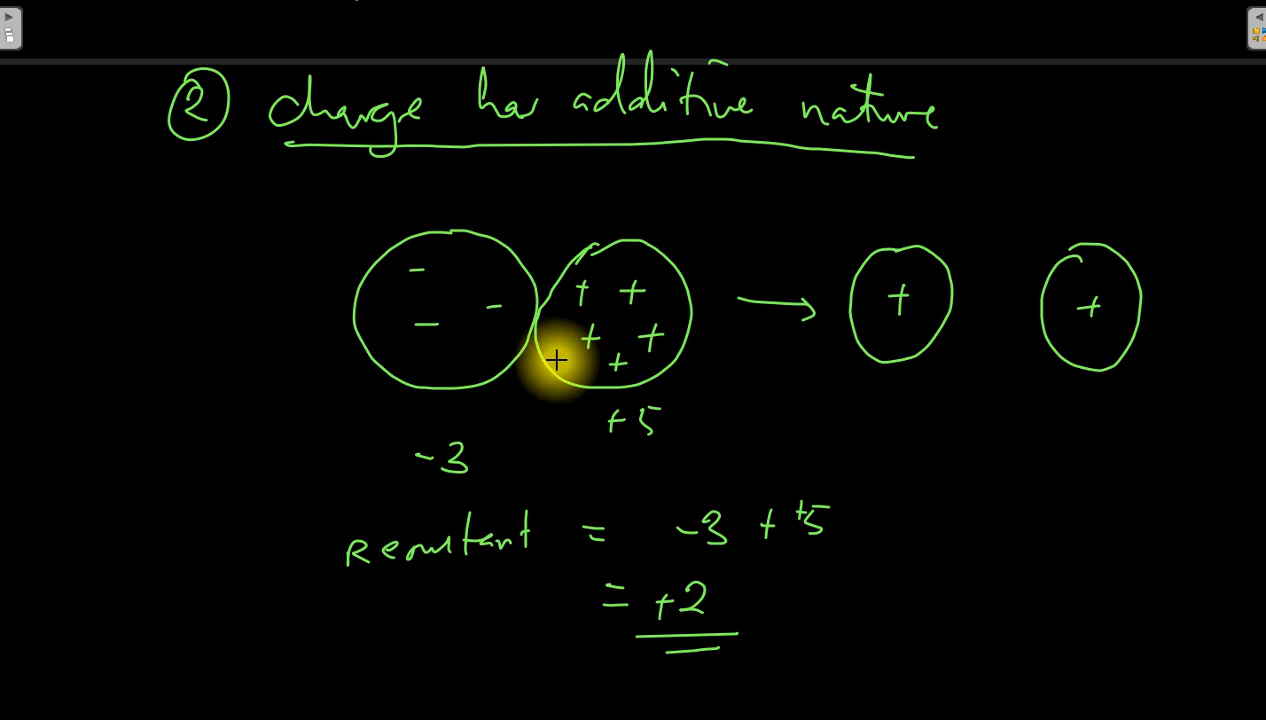 ② charge has additive nature
- - -
+ + + + +
→ + +
+5
-3
Resultant = -3 + +5
= +2